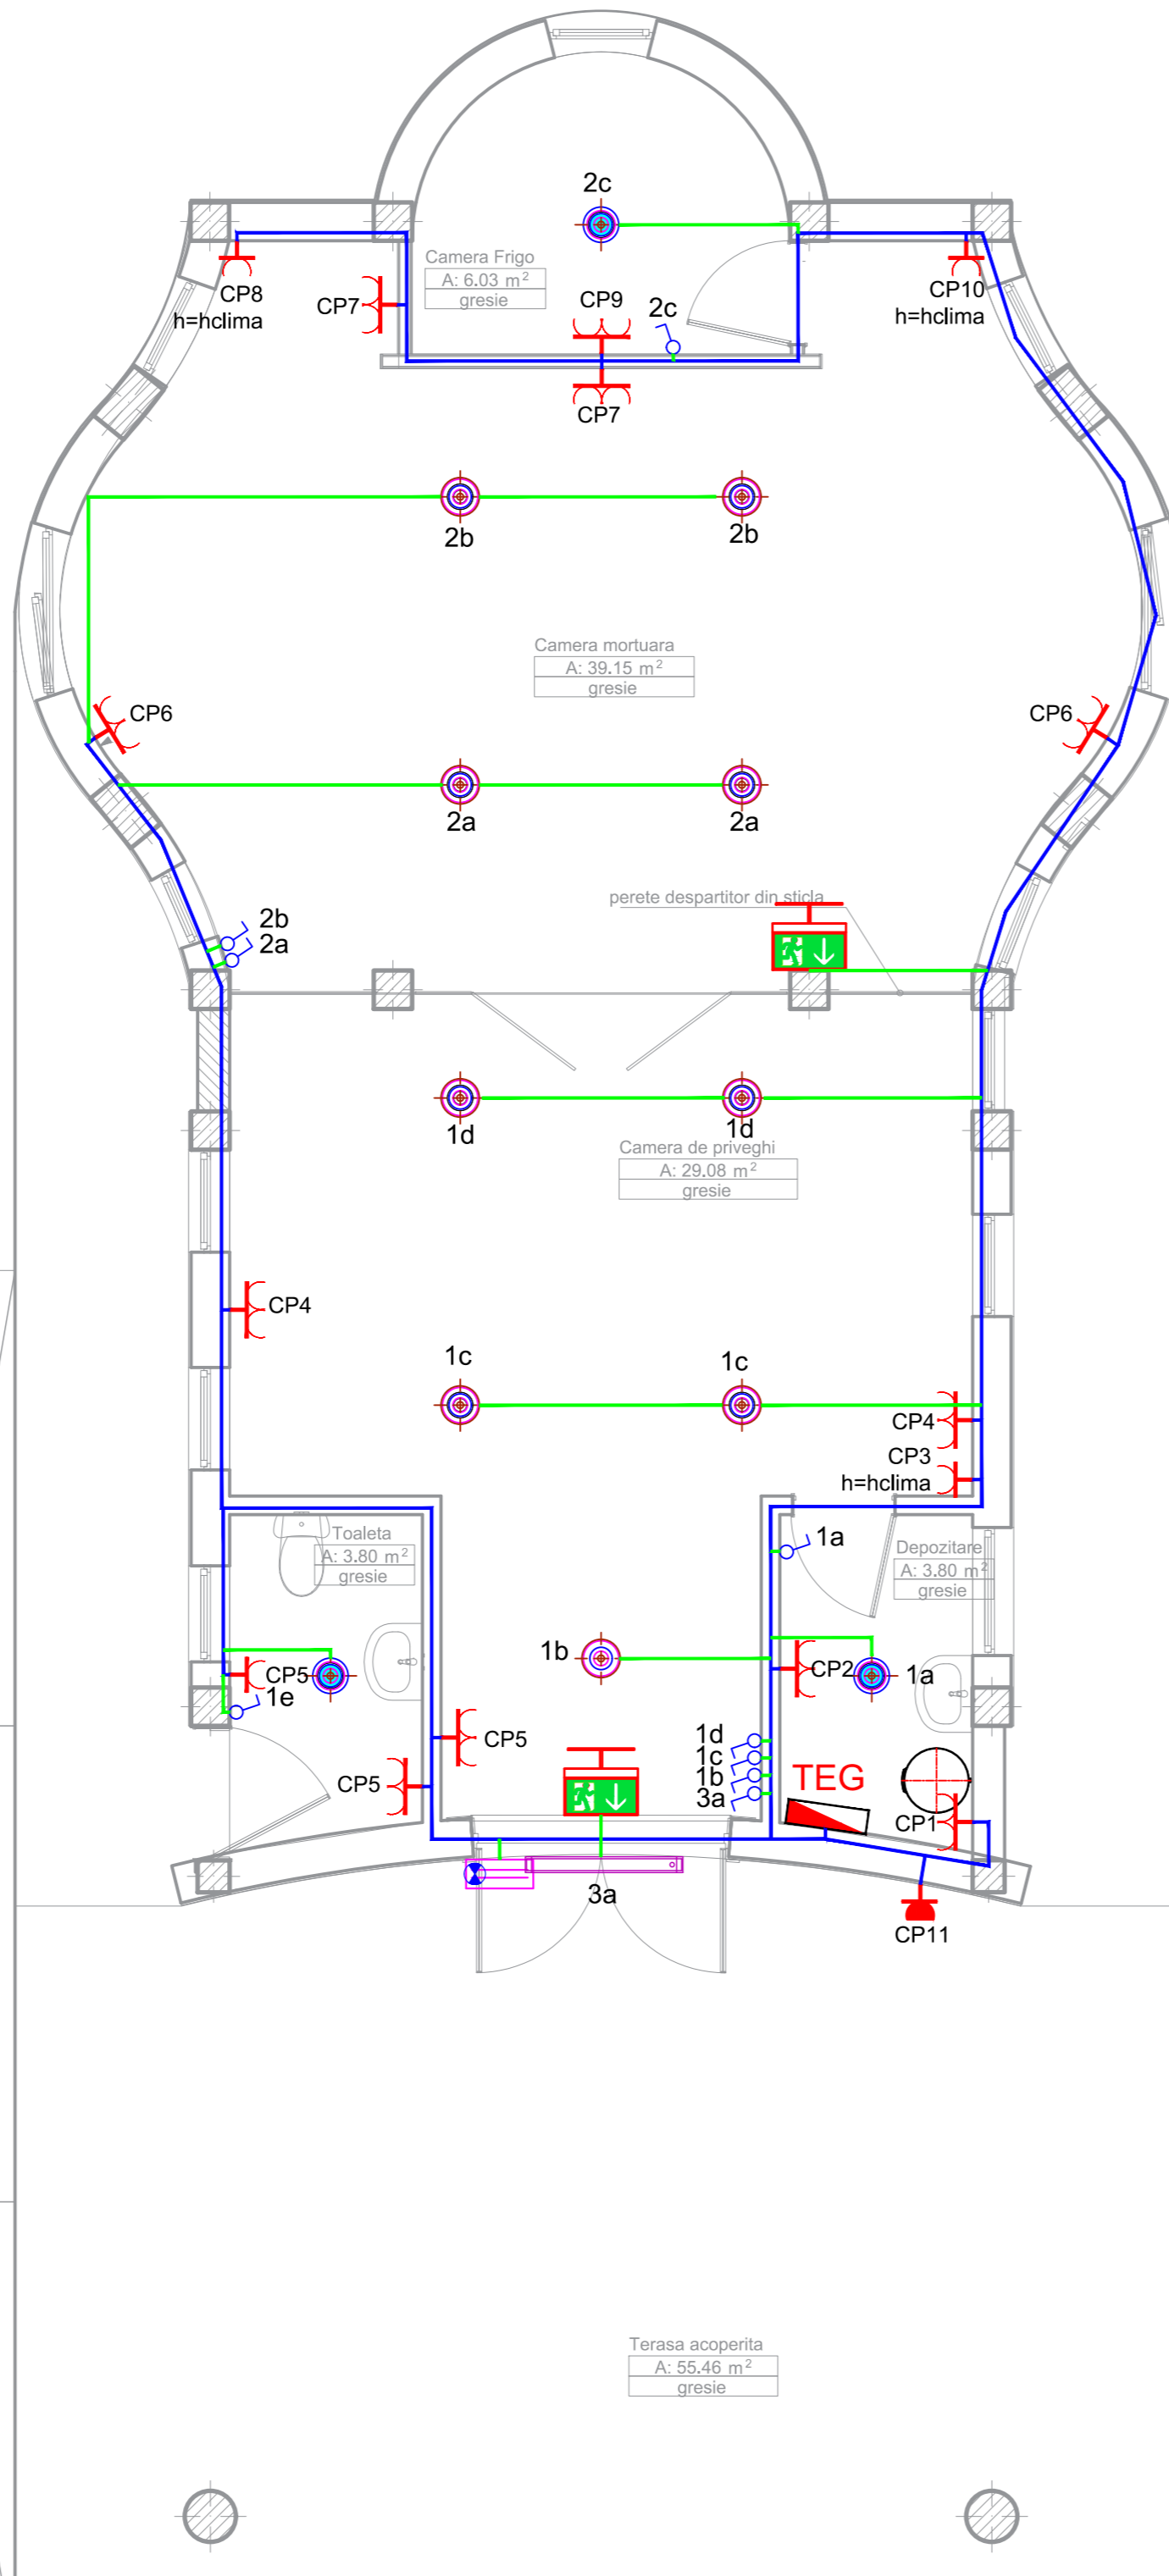 2c
Camera Frigo
A: 6.03 m²
gresie
CP8
h=hclima
CP7
CP9
2c
CP10
h=hclima
CP7
2b
2b
Camera mortuara
A: 39.15 m²
gresie
CP6
CP6
2a
2a
perete despartitor din sticla
2b
2a
1d
1d
Camera de priveghi
A: 29.08 m²
gresie
CP4
1c
1c
CP4
CP3
h=hclima
Toaleta
A: 3.80 m²
gresie
1a
Depozitare
A: 3.80 m²
gresie
1b
CP5
1e
CP2
1a
CP5
CP5
1d
1c
1b
3a
TEG
CP1
3a
CP11
Terasa acoperita
A: 55.46 m²
gresie